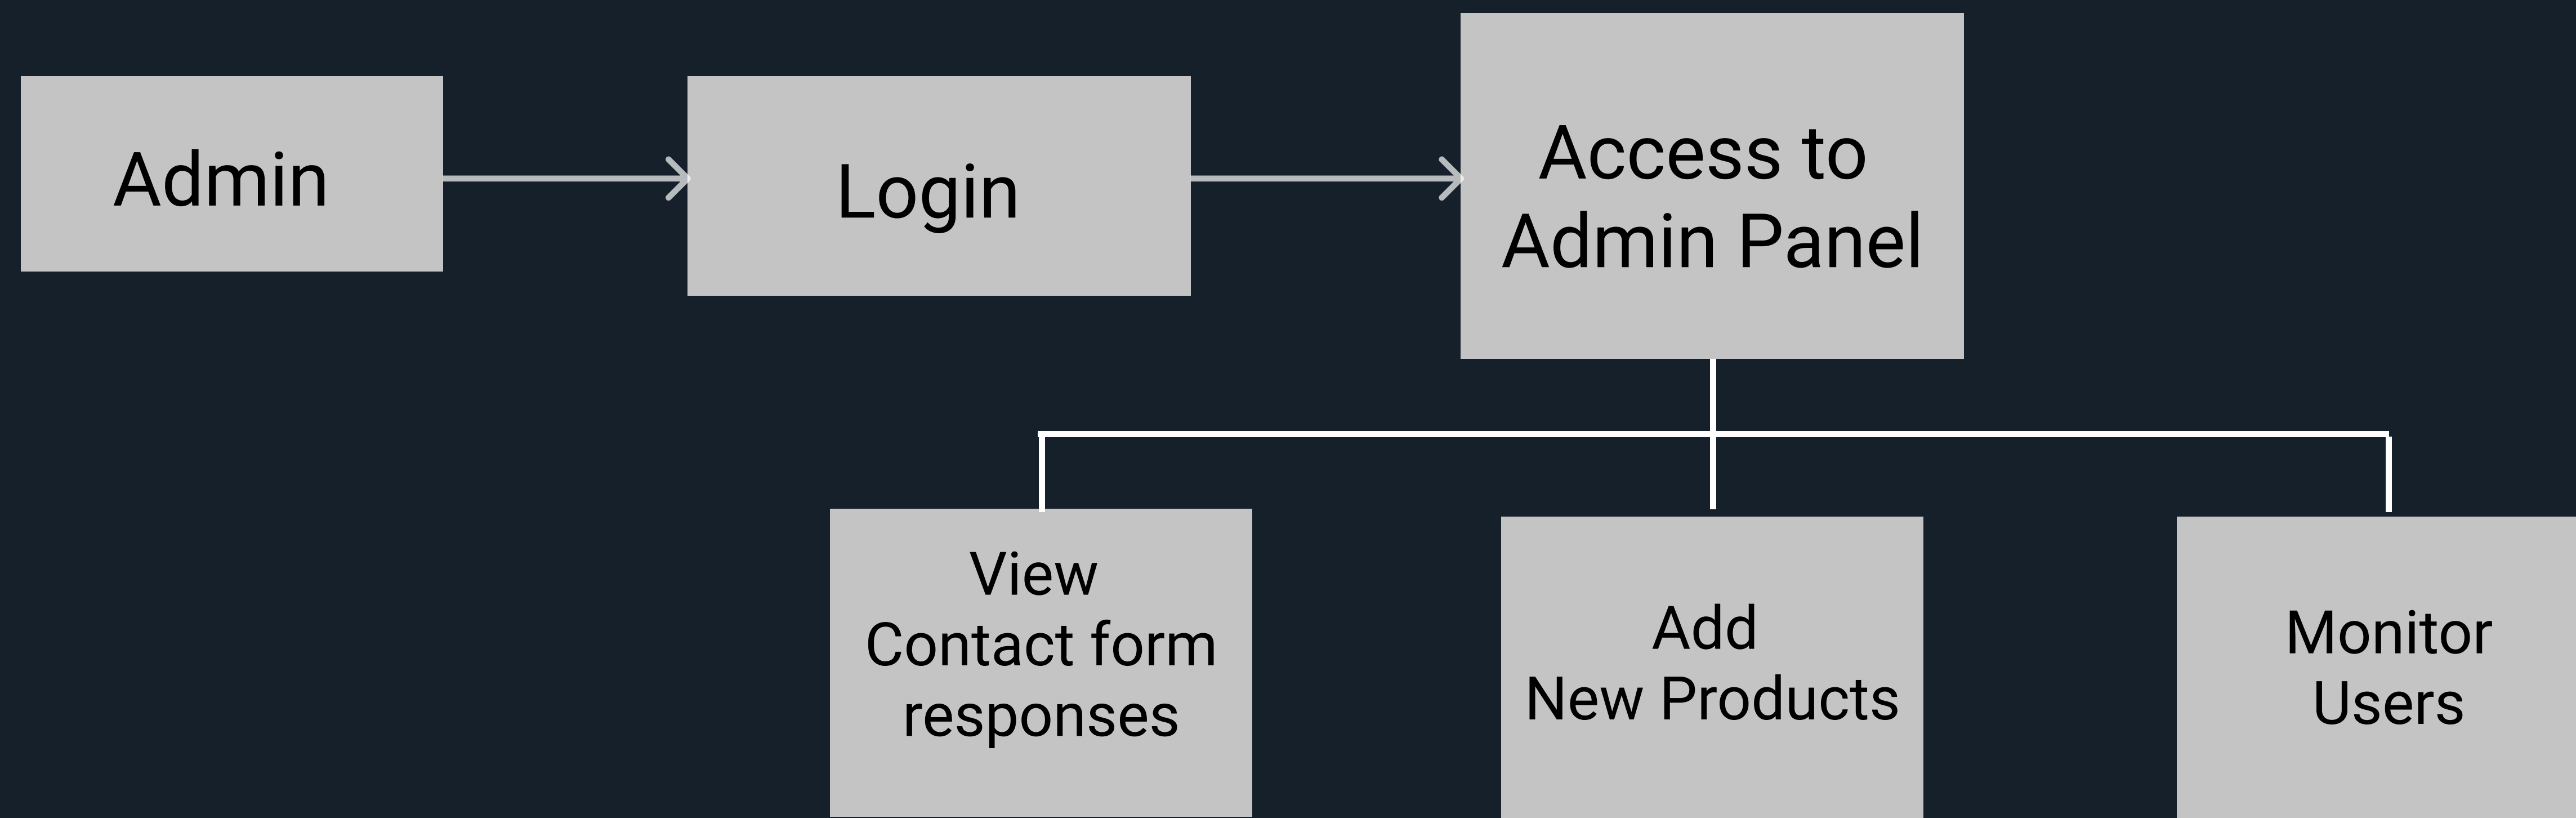 Admin
Login
Access to
Admin Panel
View
Contact form
responses
Add
New Products
Monitor
Users